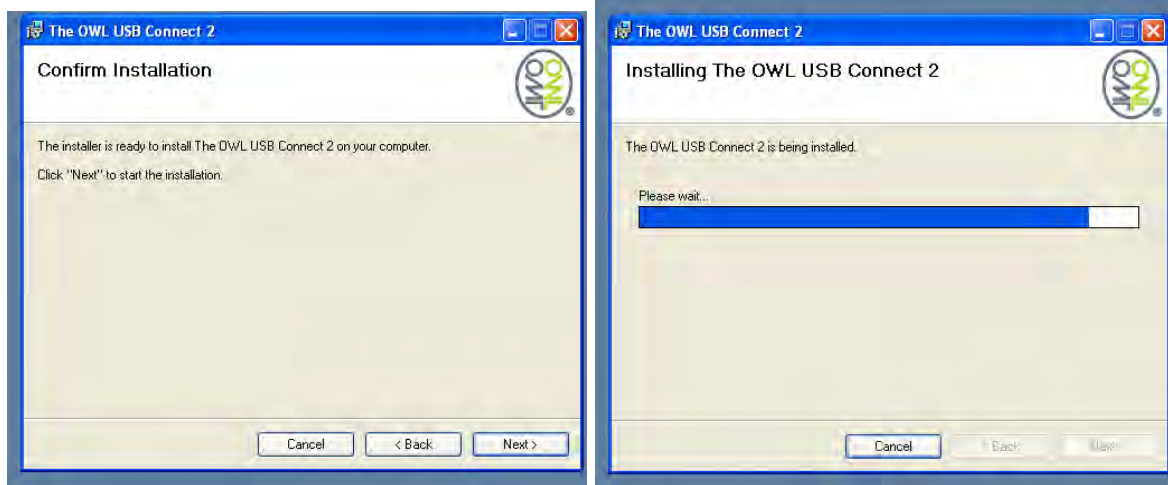 The OWL USB Connect 2
Confirm Installation
The installer is ready to install The OWL USB Connect 2 on your computer.
Click "Next" to start the installation.
Cancel
< Back
Next >
The OWL USB Connect 2
Installing The OWL USB Connect 2
The OWL USB Connect 2 is being installed.
Please wait...
Cancel
< Back
Next >